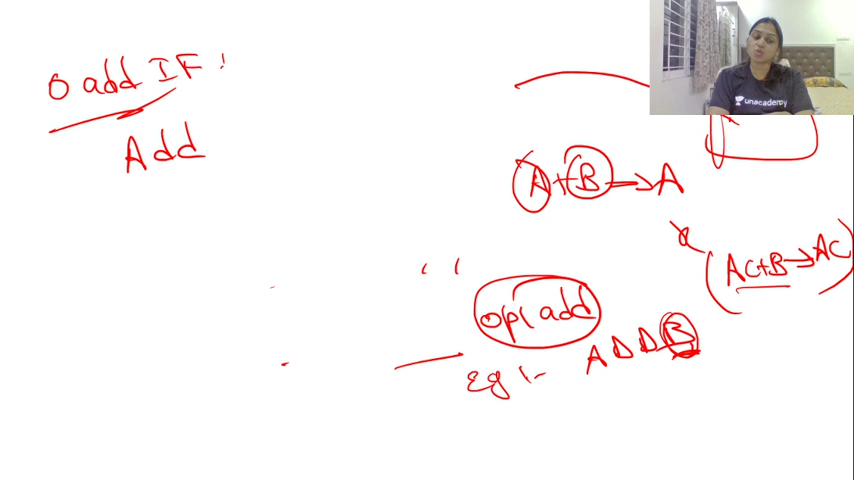 0 add IF :
Add
unacademy
A+B→A
(AC+B→AC)
op, add
Eg :- ADD B